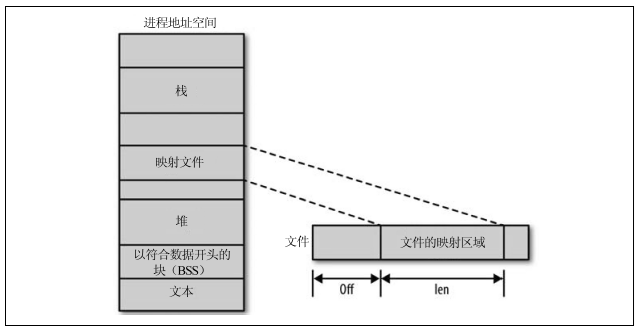 进程地址空间
栈
映射文件
堆
以符合数据开头的
块（BSS）
文本
文件
文件的映射区域
Off
len